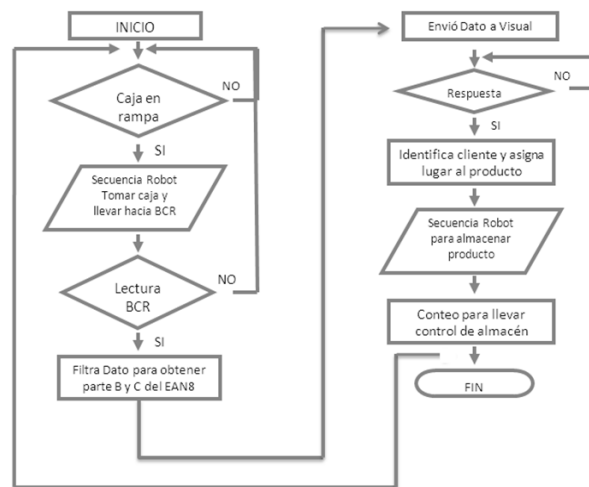 INICIO
Caja en
rampa
NO
SI
Secuencia Robot
Tomar caja y
llevar hacia BCR
Lectura
BCR
NO
SI
Filtra Dato para obtener
parte B y C del EAN8
Envió Dato a Visual
Respuesta
NO
SI
Identifica cliente y asigna
lugar al producto
Secuencia Robot
para almacenar
producto
Conteo para llevar
control de almacén
FIN